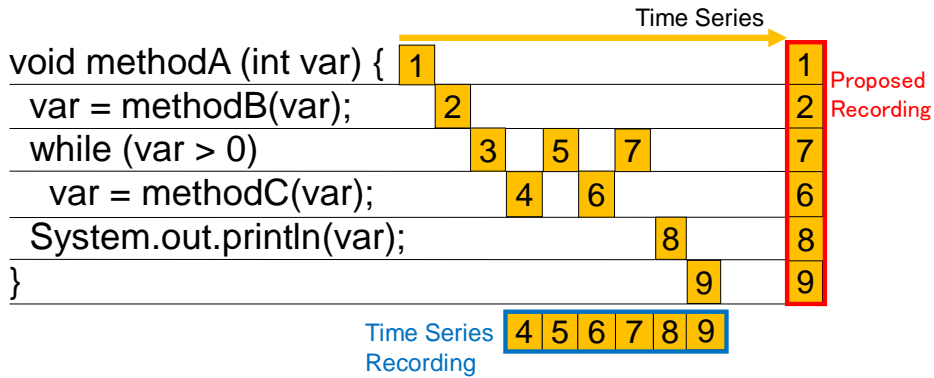 Time Series
void methodA (int var) { 1 1
Proposed
Recording
var = methodB(var); 2 2
while (var > 0) 3 5 7 7
var = methodC(var); 4 6 6
System.out.println(var); 8 8
} 9 9
Time Series
Recording
4 5 6 7 8 9